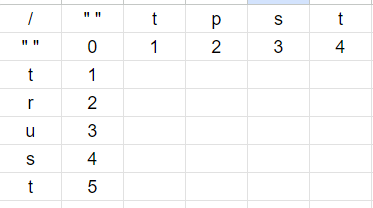 / " " t p s t
" " 0 1 2 3 4
t 1
r 2
u 3
s 4
t 5